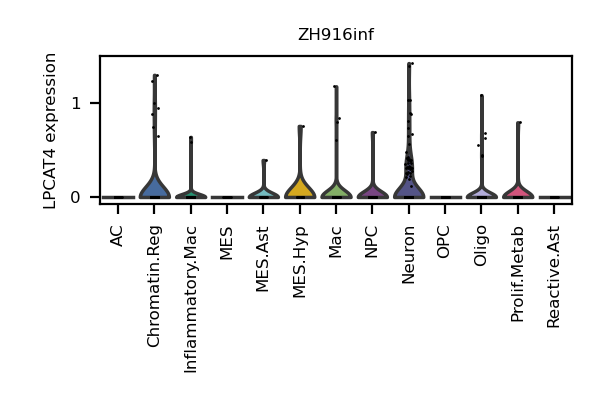 ZH916inf
LPCAT4 expression
1
0
AC
Chromatin.Reg
Inflammatory.Mac
MES
MES.Ast
MES.Hyp
Mac
NPC
Neuron
OPC
Oligo
Prolif.Metab
Reactive.Ast